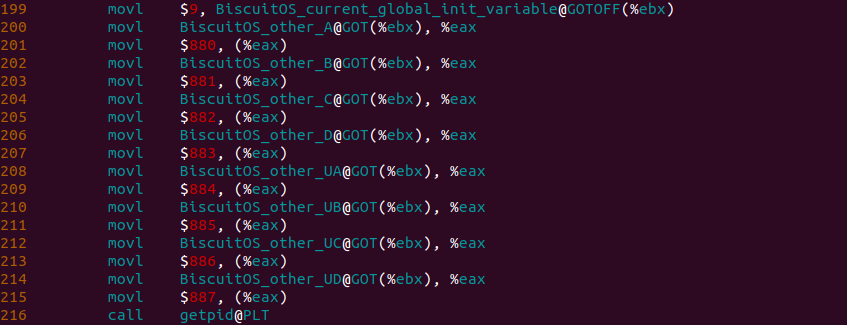 199 movl $9, BiscuitOS_current_global_init_variable@GOTOFF(%ebx)
200 movl BiscuitOS_other_A@GOT(%ebx), %eax
201 movl $880, (%eax)
202 movl BiscuitOS_other_B@GOT(%ebx), %eax
203 movl $881, (%eax)
204 movl BiscuitOS_other_C@GOT(%ebx), %eax
205 movl $882, (%eax)
206 movl BiscuitOS_other_D@GOT(%ebx), %eax
207 movl $883, (%eax)
208 movl BiscuitOS_other_UA@GOT(%ebx), %eax
209 movl $884, (%eax)
210 movl BiscuitOS_other_UB@GOT(%ebx), %eax
211 movl $885, (%eax)
212 movl BiscuitOS_other_UC@GOT(%ebx), %eax
213 movl $886, (%eax)
214 movl BiscuitOS_other_UD@GOT(%ebx), %eax
215 movl $887, (%eax)
216 call getpid@PLT